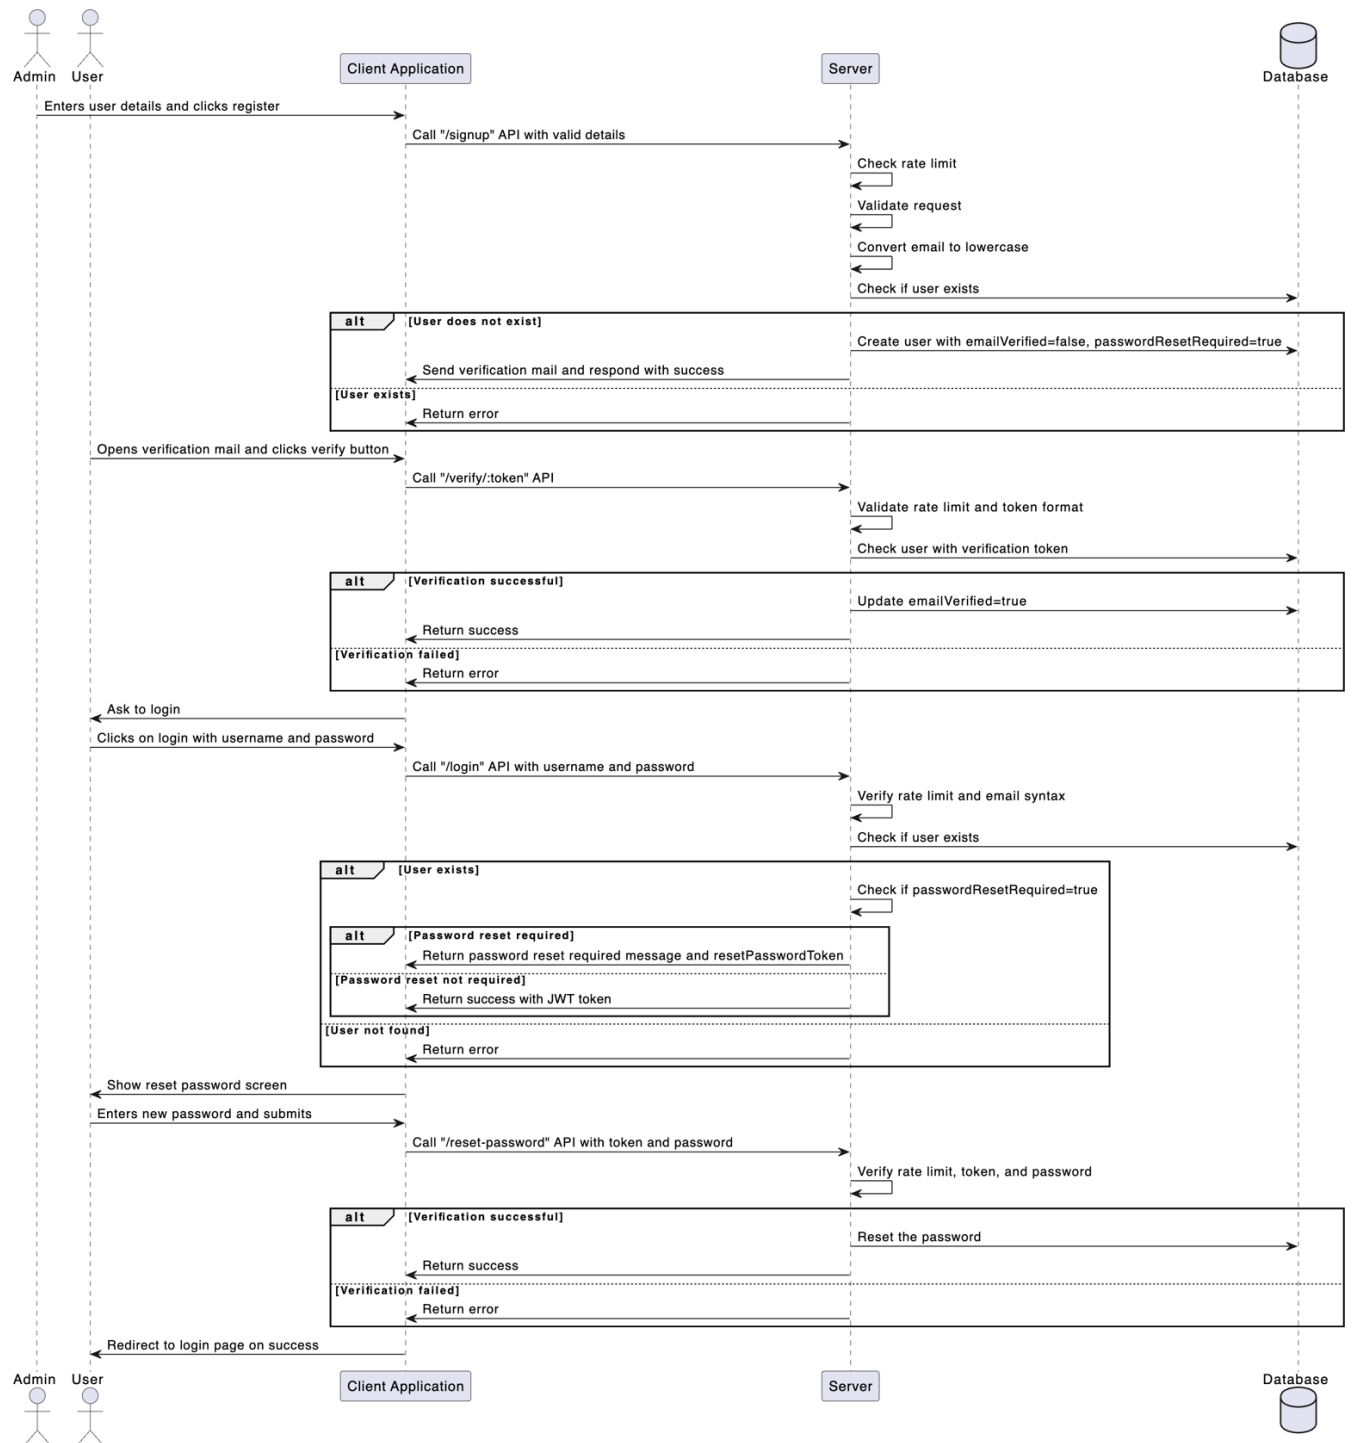 Admin
User
Client Application
Server
Database
Enters user details and clicks register
Call "/signup" API with valid details
Check rate limit
Validate request
Convert email to lowercase
Check if user exists
alt
[User does not exist]
Create user with emailVerified=false, passwordResetRequired=true
Send verification mail and respond with success
[User exists]
Return error
Opens verification mail and clicks verify button
Call "/verify/:token" API
Validate rate limit and token format
Check user with verification token
alt
[Verification successful]
Update emailVerified=true
Return success
[Verification failed]
Return error
Ask to login
Clicks on login with username and password
Call "/login" API with username and password
Verify rate limit and email syntax
Check if user exists
alt
[User exists]
Check if passwordResetRequired=true
alt
[Password reset required]
Return password reset required message and resetPasswordToken
[Password reset not required]
Return success with JWT token
[User not found]
Return error
Show reset password screen
Enters new password and submits
Call "/reset-password" API with token and password
Verify rate limit, token, and password
alt
[Verification successful]
Reset the password
Return success
[Verification failed]
Return error
Redirect to login page on success
Admin
User
Client Application
Server
Database